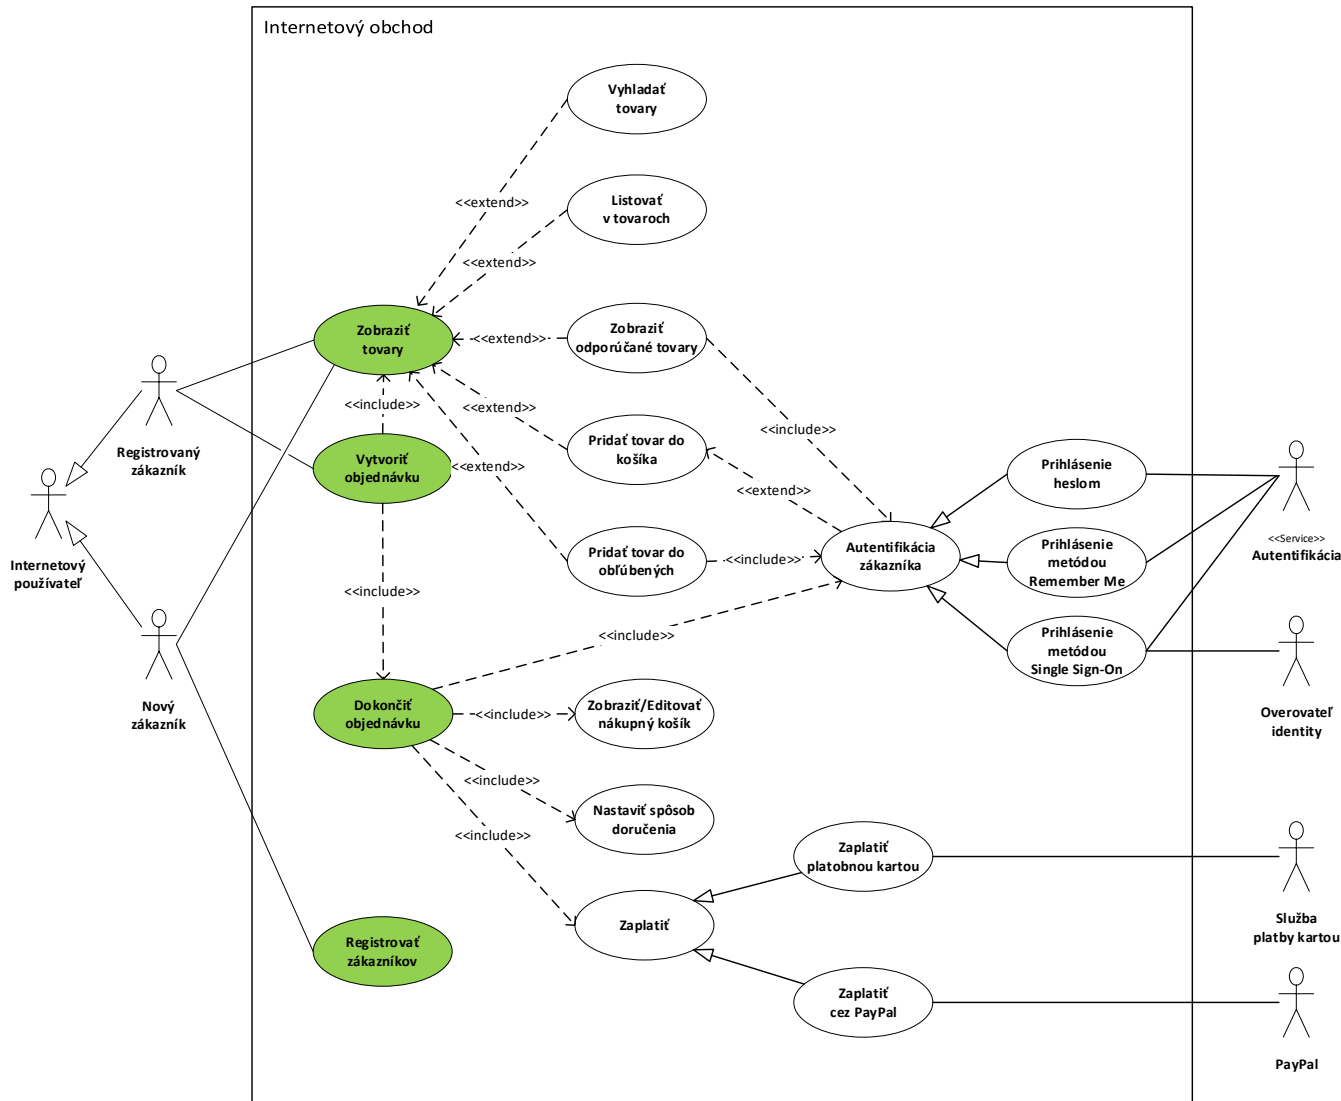 Internetový obchod
Vyhladať
tovary
<<extend>>
Listovať
v tovaroch
<<extend>>
Zobraziť
tovary
<<extend>>
Zobraziť
odporúčané tovary
<<include>>
<<extend>>
<<include>>
Registrovaný
zákazník
Vytvoriť
objednávku
<<extend>>
Pridať tovar do
košíka
<<extend>>
Prihlásenie
heslom
Internetový
používateľ
<<include>>
Pridať tovar do
obľúbených
<<include>>
Autentifikácia
zákazníka
Prihlásenie
metódou
Remember Me
<<Service>>
Autentifikácia
<<include>>
Prihlásenie
metódou
Single Sign-On
Nový
zákazník
Dokončiť
objednávku
<<include>>
Zobraziť/Editovať
nákupný košík
Overovateľ
identity
<<include>>
Nastaviť spôsob
doručenia
<<include>>
Zaplatiť
platobnou kartou
Služba
platby kartou
Zaplatiť
Registrovať
zákazníkov
Zaplatiť
cez PayPal
PayPal